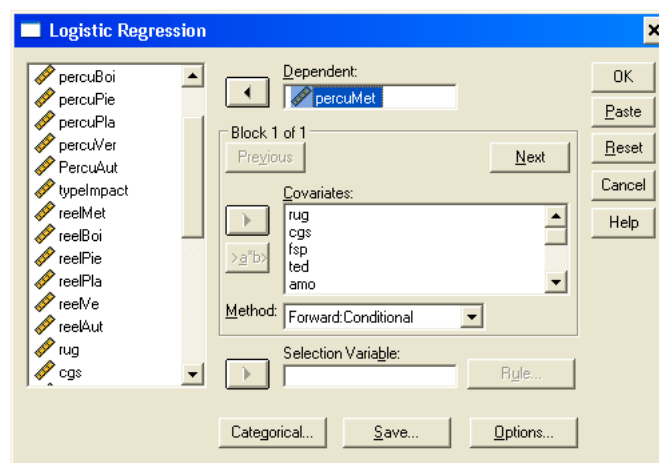 Logistic Regression
percuBoi
percuPie
percuPla
percuVer
PercuAut
typeImpact
reelMet
reelBoi
reelPie
reelPla
reelVe
reelAut
rug
cgs
Dependent:
percuMet
Block 1 of 1
Previous
Next
Covariates:
rug
cgs
fsp
ted
amo
>a*b>
Method:
Forward:Conditional
Selection Variable:
Rule...
Categorical...
Save...
Options...
OK
Paste
Reset
Cancel
Help